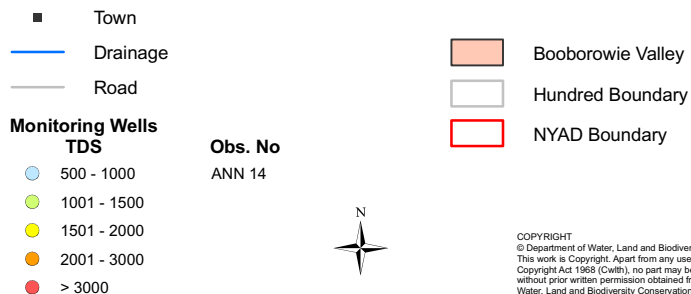 Town
Drainage
Road
Monitoring Wells
TDS
Obs. No
500 - 1000
ANN 14
1001 - 1500
1501 - 2000
2001 - 3000
> 3000
Booborowie Valley
Hundred Boundary
NYAD Boundary
N
COPYRIGHT
© Department of Water, Land and Biodiver
This work is Copyright. Apart from any use
Copyright Act 1968 (Cwlth), no part may be
without prior written permission obtained fr
Water, Land and Biodiversity Conservation